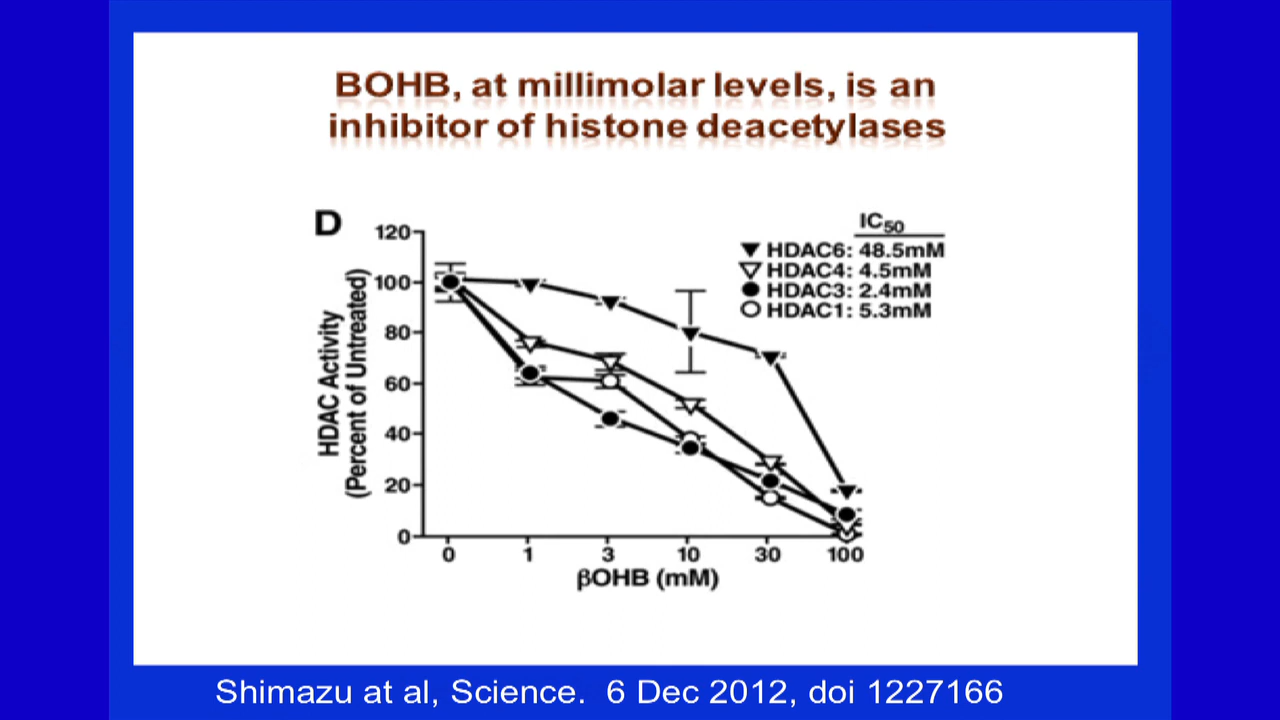 BOHB, at millimolar levels, is an
inhibitor of histone deacetylases
D
IC50
HDAC6: 48.5mM
HDAC4: 4.5mM
HDAC3: 2.4mM
HDAC1: 5.3mM
120
100
80
60
40
20
0
HDAC Activity
(Percent of Untreated)
0 1 3 10 30 100
βOHB (mM)
Shimazu at al, Science. 6 Dec 2012, doi 1227166